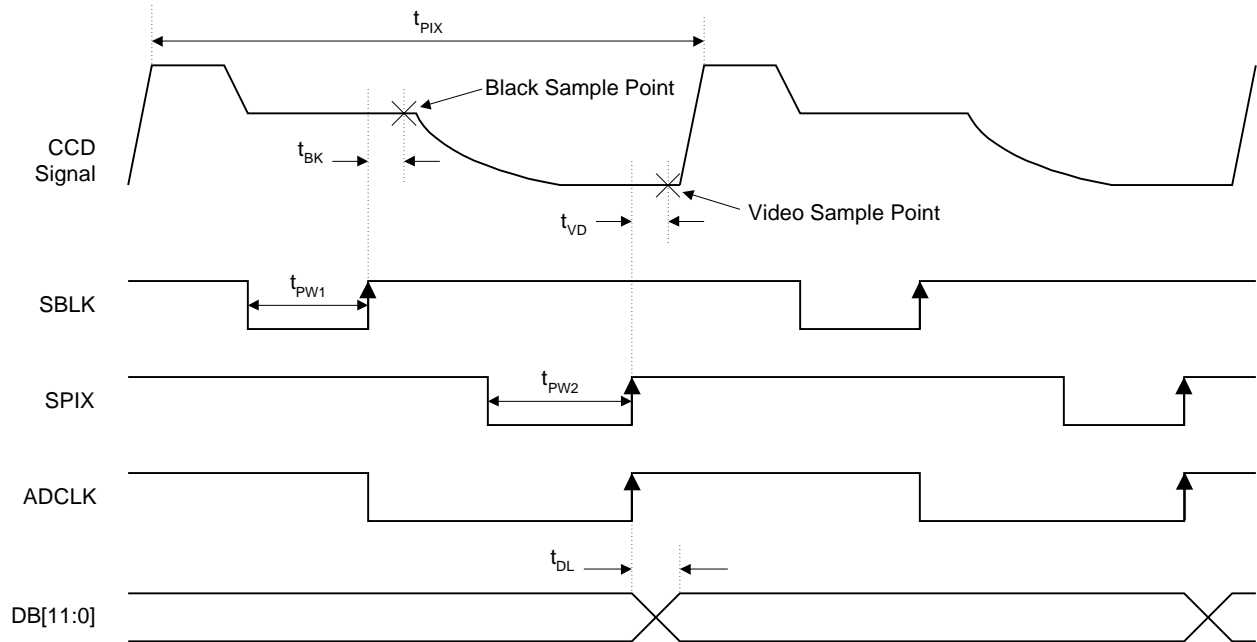 tPIX
Black Sample Point
CCD
Signal
tBK
Video Sample Point
tVD
tPW1
SBLK
tPW2
SPIX
ADCLK
tDL
DB[11:0]